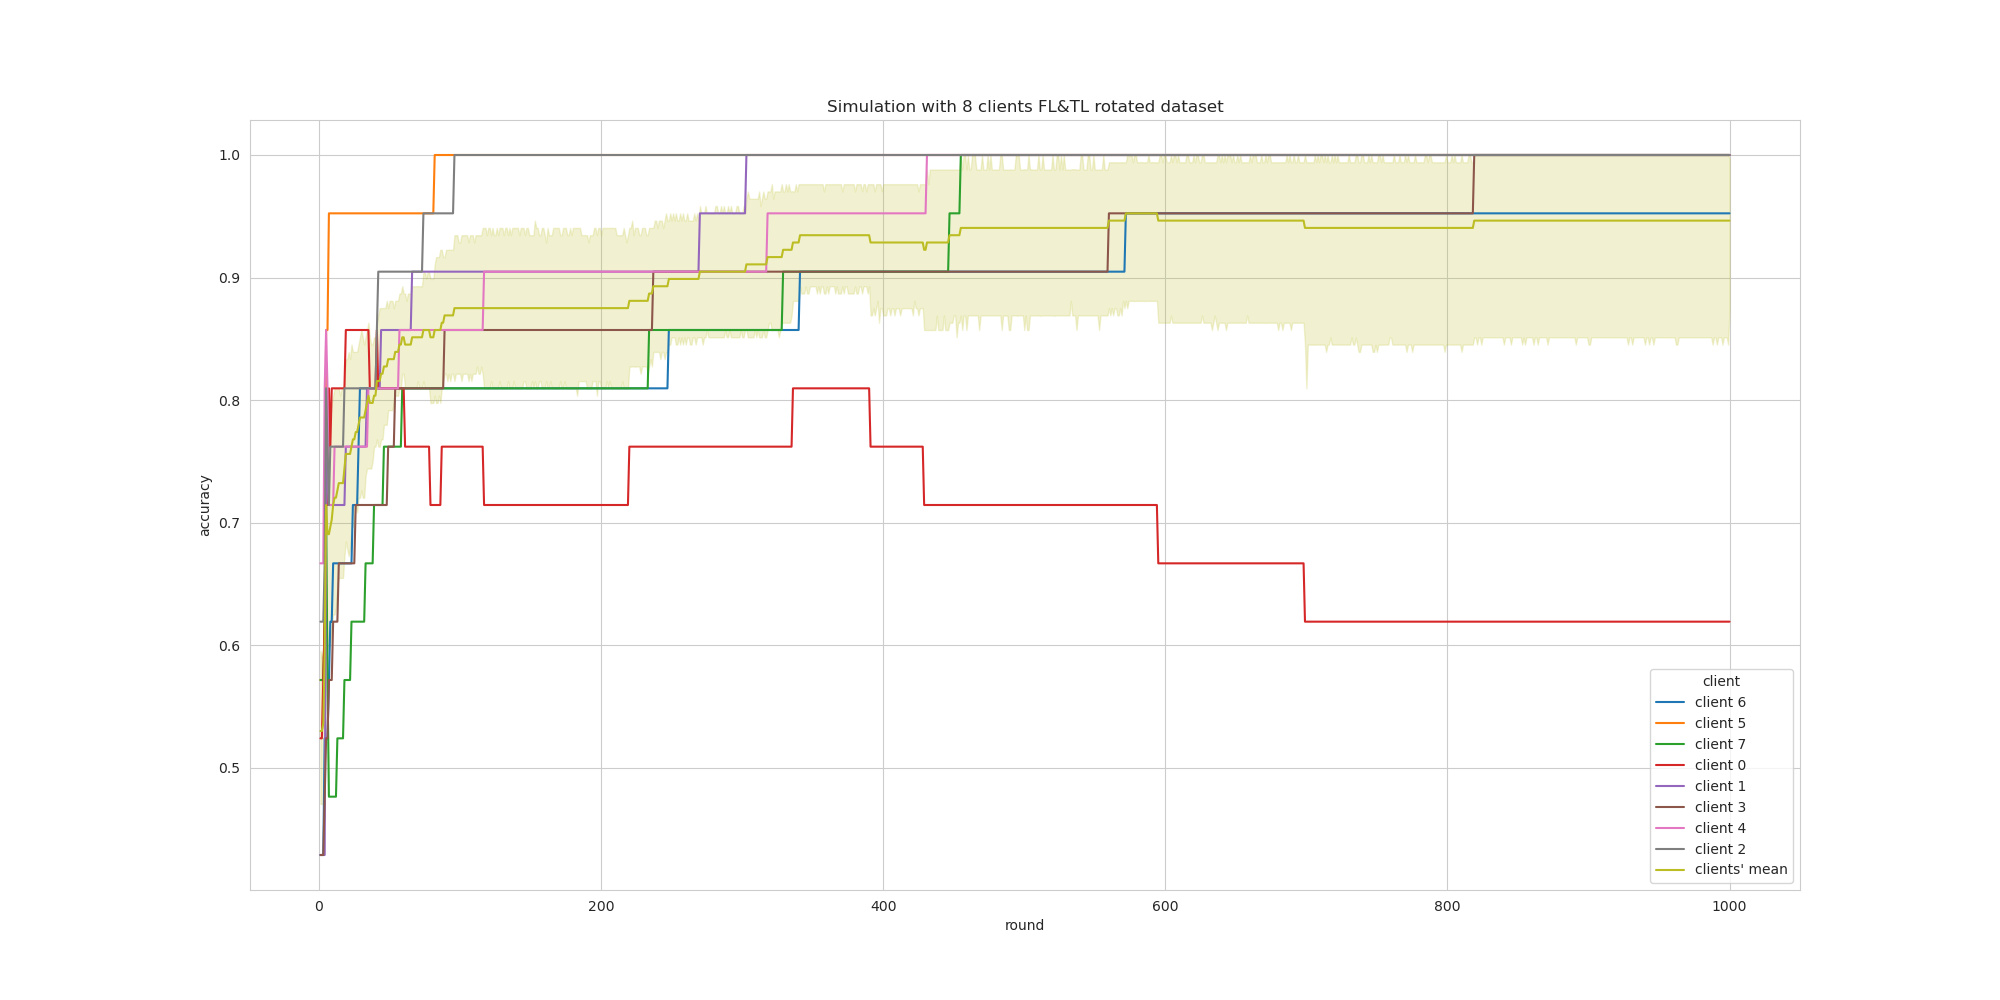 Simulation with 8 clients FL&TL rotated dataset
1.0
0.9
0.8
0.7
0.6
0.5
accuracy
0
200
400
600
800
1000
round
client
client 6
client 5
client 7
client 0
client 1
client 3
client 4
client 2
clients' mean